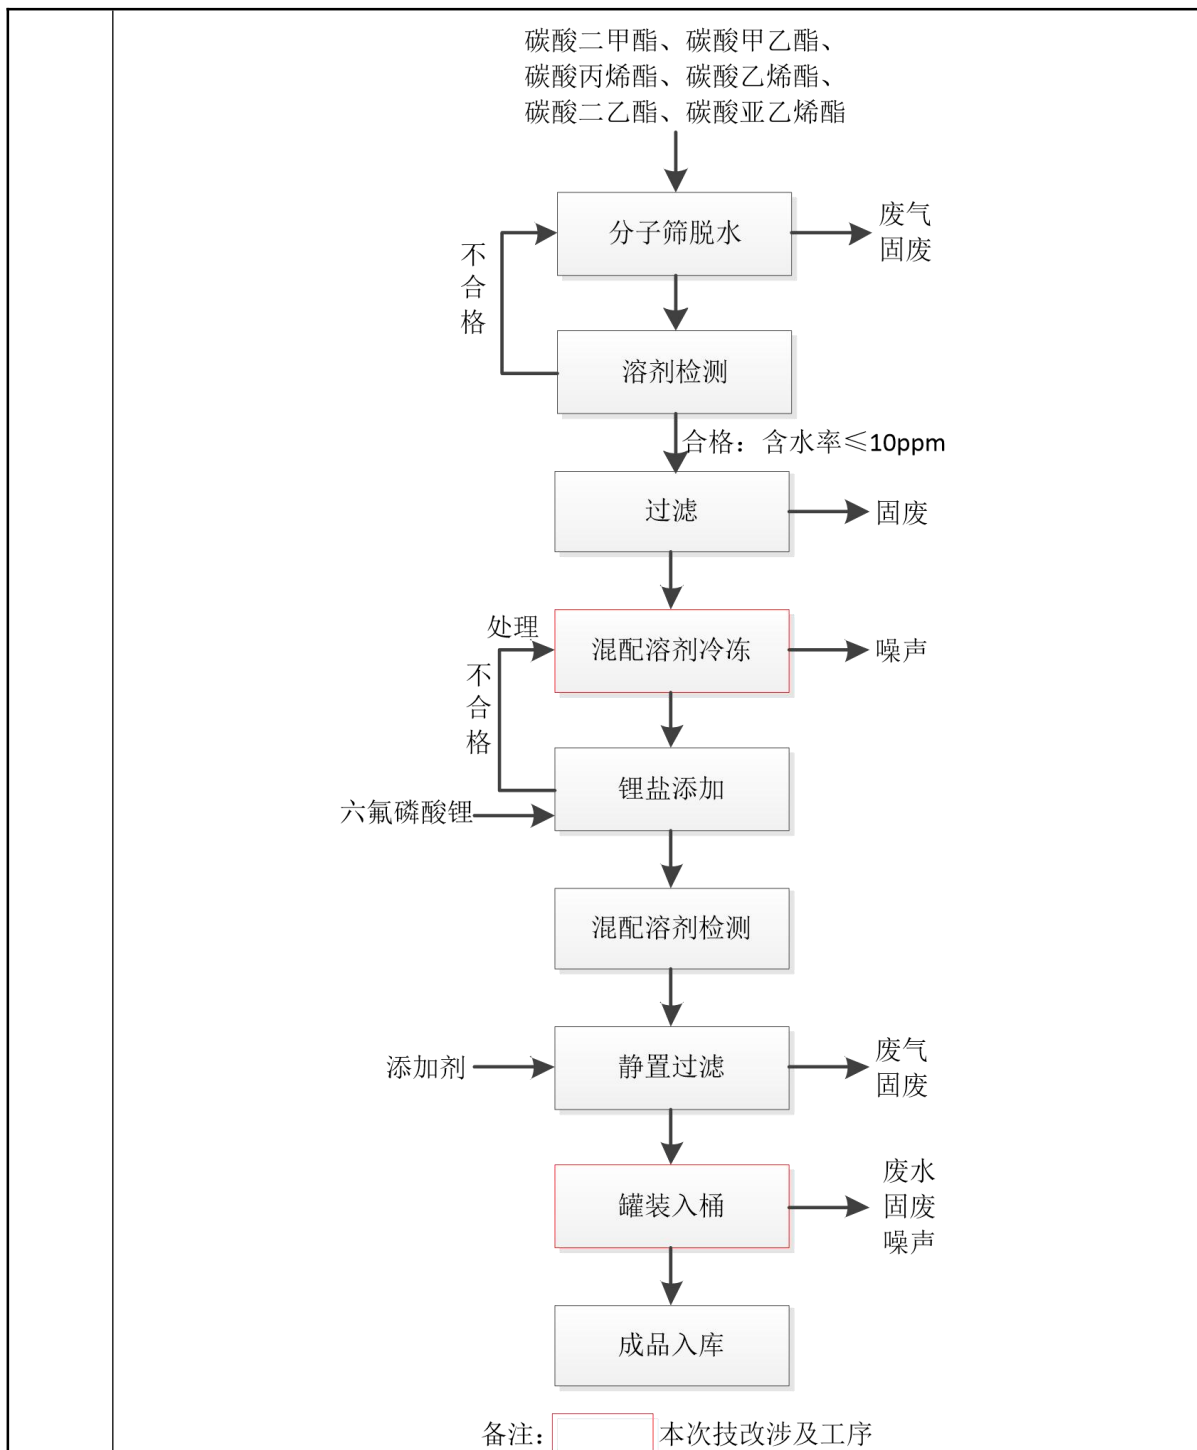 碳酸二甲酯、碳酸甲乙酯、
碳酸丙烯酯、碳酸乙烯酯、
碳酸二乙酯、碳酸亚乙烯酯
分子筛脱水
废气
固废
不合格
溶剂检测
合格：含水率≤10ppm
过滤
固废
处理
混配溶剂冷冻
噪声
不合格
锂盐添加
六氟磷酸锂
混配溶剂检测
添加剂
静置过滤
废气
固废
罐装入桶
废水
固废
噪声
成品入库
备注：
本次技改涉及工序